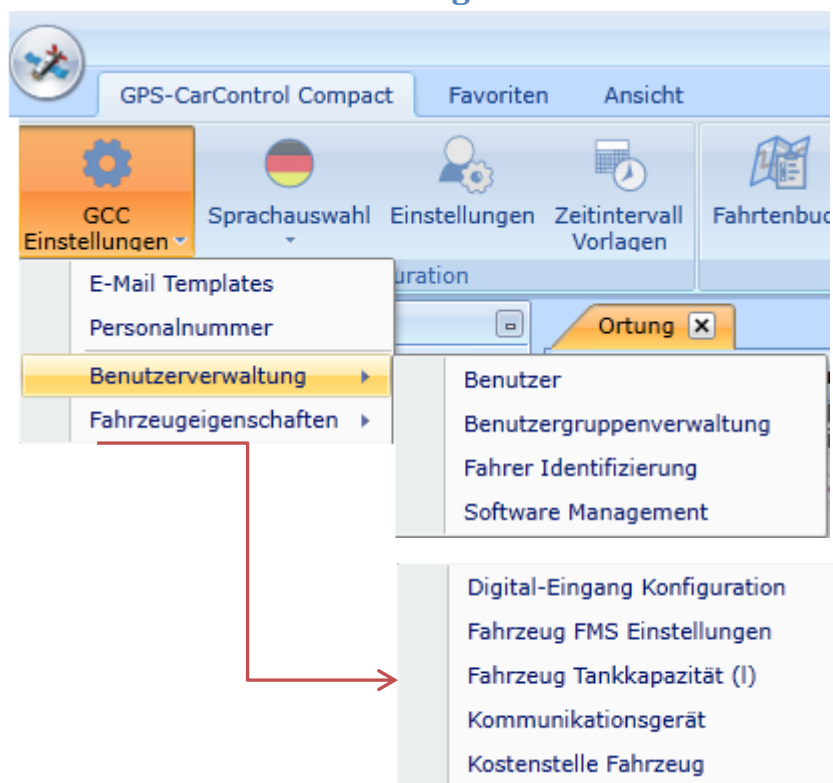 GPS-CarControl Compact Favoriten Ansicht
GCC Einstellungen
Sprachauswahl
Einstellungen
Zeitintervall Vorlagen
E-Mail Templates
Personalnummer
Ortung
Benutzerverwaltung
Benutzer
Fahrzeugeigenschaften
Benutzergruppenverwaltung
Fahrer Identifizierung
Software Management
Digital-Eingang Konfiguration
Fahrzeug FMS Einstellungen
Fahrzeug Tankkapazität (l)
Kommunikationsgerät
Kostenstelle Fahrzeug